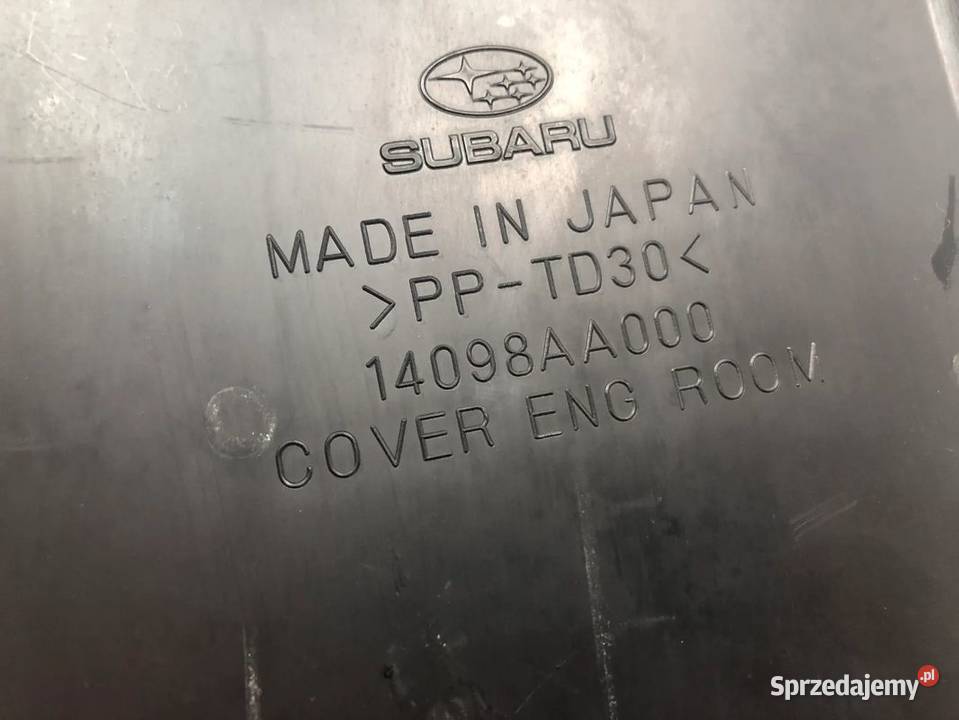 SUBARU
MADE IN JAPAN
>PP-TD30<
14098AA000
COVER ENG ROOM
Sprzedajemy.pl